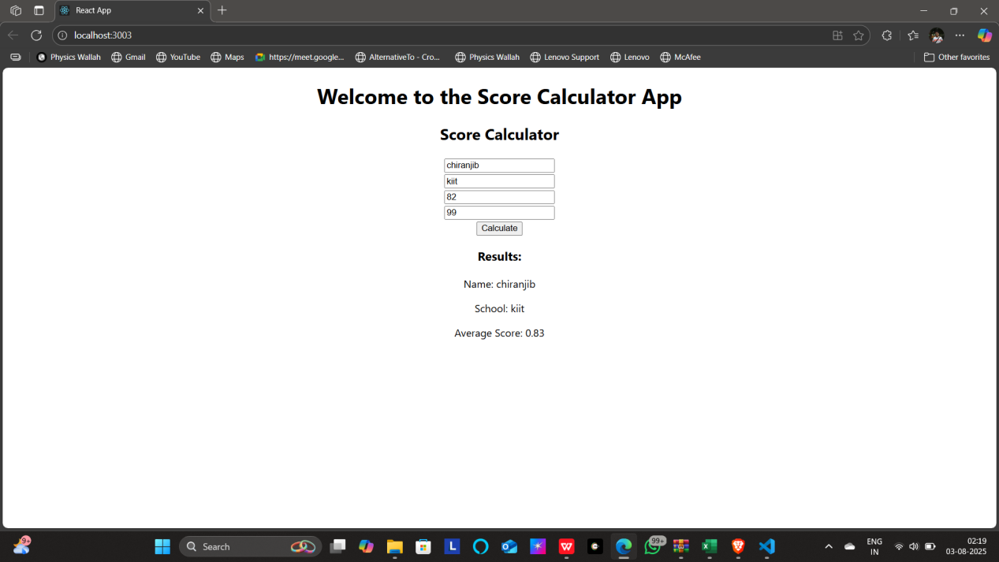 React App
localhost:3003
Physics Wallah Gmail YouTube Maps https://meet.google... AlternativeTo - Cro... Physics Wallah Lenovo Support Lenovo McAfee Other favorites
Welcome to the Score Calculator App
Score Calculator
chiranjib
kiit
82
99
Calculate
Results:
Name: chiranjib
School: kiit
Average Score: 0.83
9+
Search
L
W
99+
ENG
IN
02:19
03-08-2025